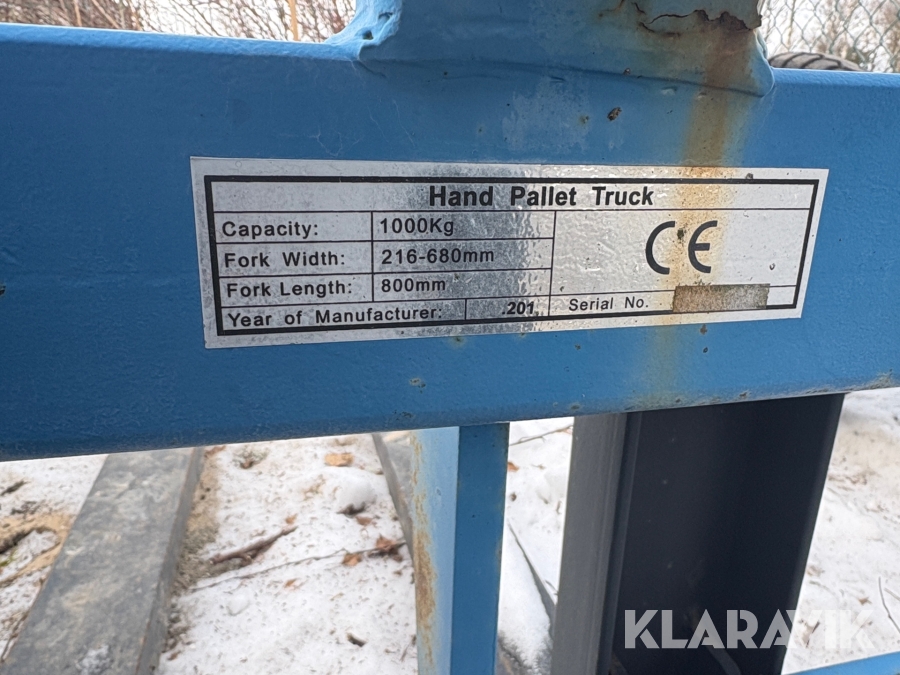 Hand Pallet Truck
Capacity: 1000Kg
Fork Width: 216-680mm
Fork Length: 800mm
Year of Manufacturer: .201 Serial No.
CE
KLARAVIK